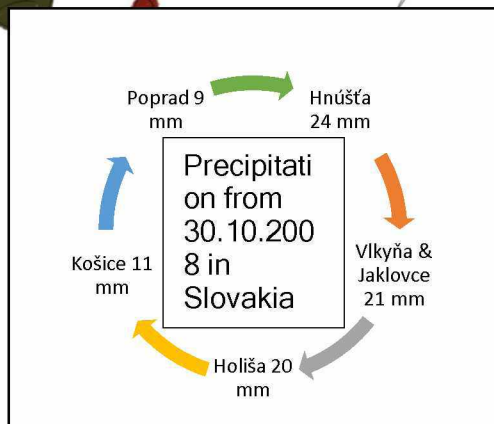 Poprad 9
mm
Hnúšťa
24 mm
Precipitati
on from
30.10.200
8 in
Slovakia
Vlkyňa &
Jaklovce
21 mm
Košice 11
mm
Holiša 20
mm